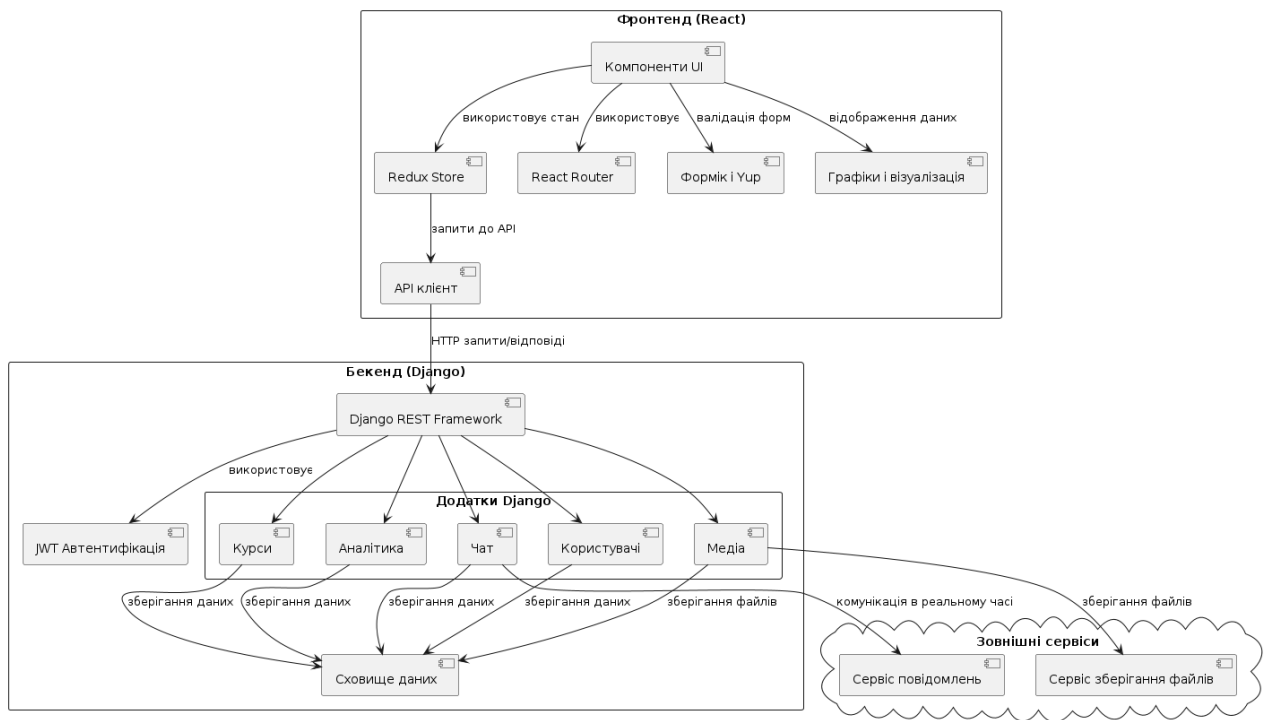 Фронтенд (React)
Компоненти UI
використовує стан
використовує
валідація форм
відображення даних
Redux Store
React Router
Формік і Yup
Графіки і візуалізація
запити до API
API клієнт
HTTP запити/відповіді
Бекенд (Django)
Django REST Framework
використовує
Додатки Django
JWT Автентифікація
Курси
Аналітика
Чат
Користувачі
Медіа
зберігання даних
зберігання даних
зберігання даних
зберігання даних
зберігання файлів
комунікація в реальному часі
зберігання файлів
Зовнішні сервіси
Сховище даних
Сервіс повідомлень
Сервіс зберігання файлів